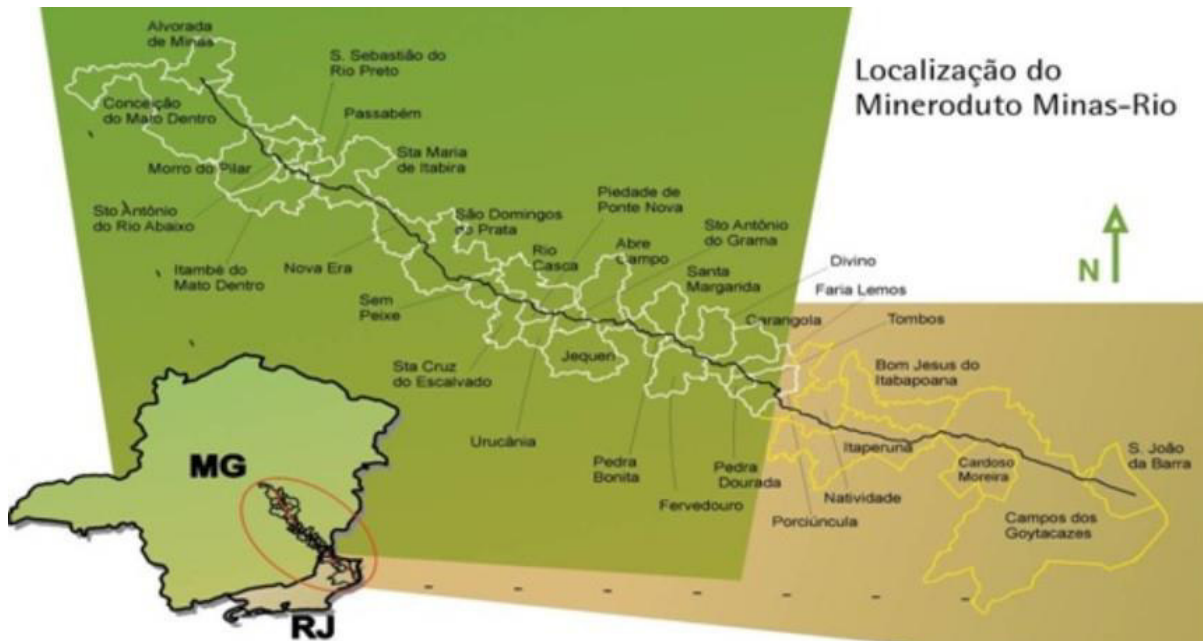 Alvorada
de Minas
S. Sebastião do
Rio Preto
Localização do
Mineroduto Minas-Rio
Conceição
do Mato Dentro
Passabém
Morro do Pilar
Sta Maria
de Itabira
Sto Antônio
do Rio Abaixo
São Domingos
do Prata
Piedade de
Ponte Nova
Sto Antônio
do Grama
Itambé do
Mato Dentro
Nova Era
Rio
Casca
Abre
Campo
Santa
Margarida
Divino
N
Faria Lemos
Sem
Peixe
Carangola
Tombos
Sta Cruz
do Escalvado
Jequeri
Bom Jesus do
Itabapoana
Urucânia
Pedra
Bonita
Fervedouro
Pedra
Dourada
Itaperuna
Natividade
Porciúncula
Cardoso
Moreira
S. João
da Barra
Campos dos
Goytacazes
MG
RJ